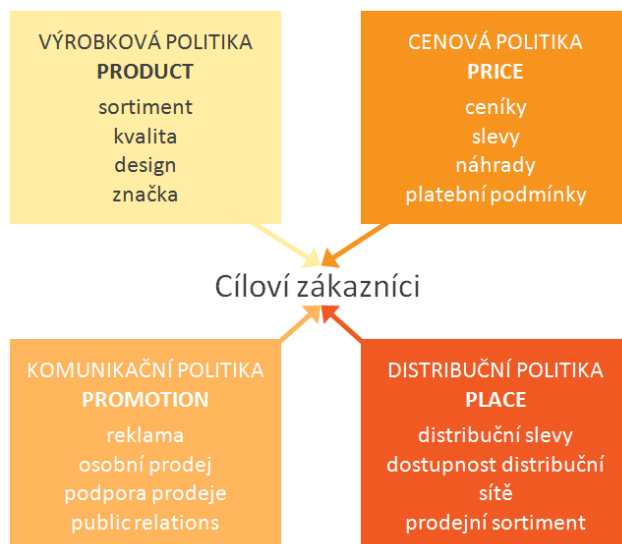 VÝROBKOVÁ POLITIKA
PRODUCT
sortiment
kvalita
design
značka
CENOVÁ POLITIKA
PRICE
ceníky
slevy
náhrady
platební podmínky
Cíloví zákazníci
KOMUNIKAČNÍ POLITIKA
PROMOTION
reklama
osobní prodej
podpora prodeje
public relations
DISTRIBUČNÍ POLITIKA
PLACE
distribuční slevy
dostupnost distribuční
sítě
prodejní sortiment